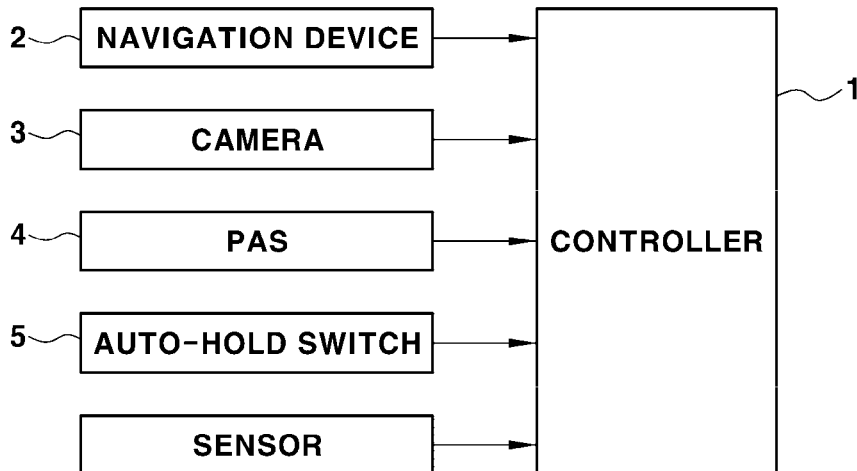 2 NAVIGATION DEVICE
1
3 CAMERA
4 PAS
CONTROLLER
5 AUTO-HOLD SWITCH
SENSOR